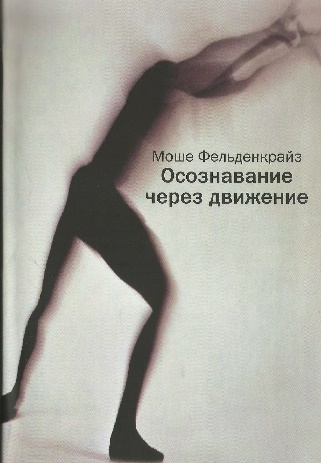 Моше Фельденкрайз
Осознавание
через движение